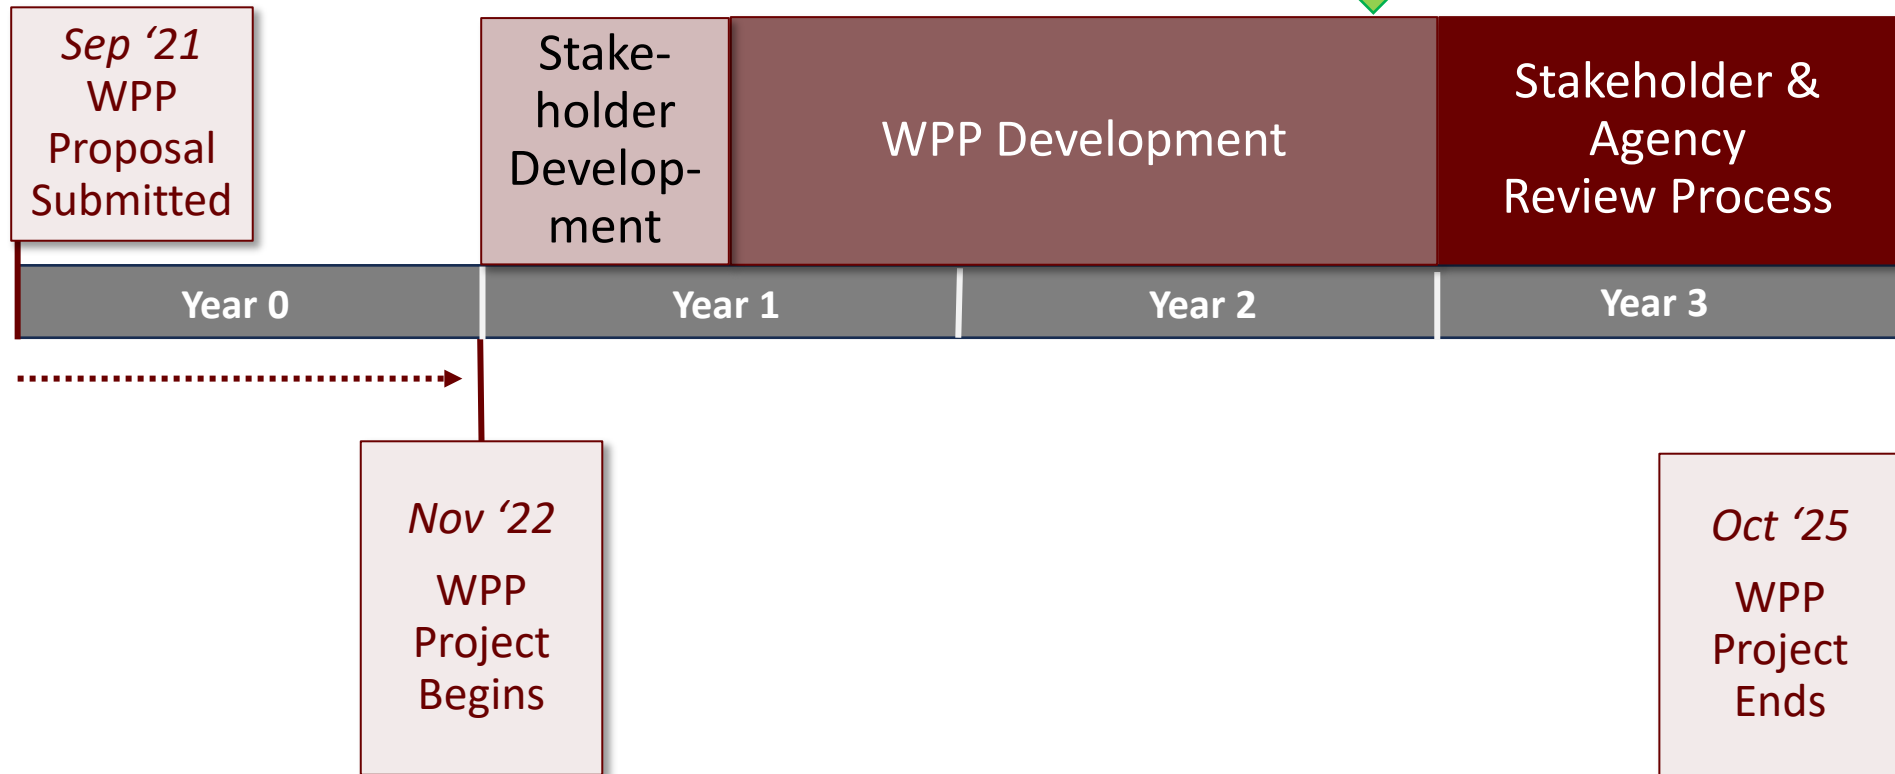 Sep ‘21
WPP
Proposal
Submitted
Stake-
holder
Develop-
ment
WPP Development
Stakeholder &
Agency
Review Process
Year 0
Year 1
Year 2
Year 3
Nov ‘22
WPP
Project
Begins
Oct ‘25
WPP
Project
Ends